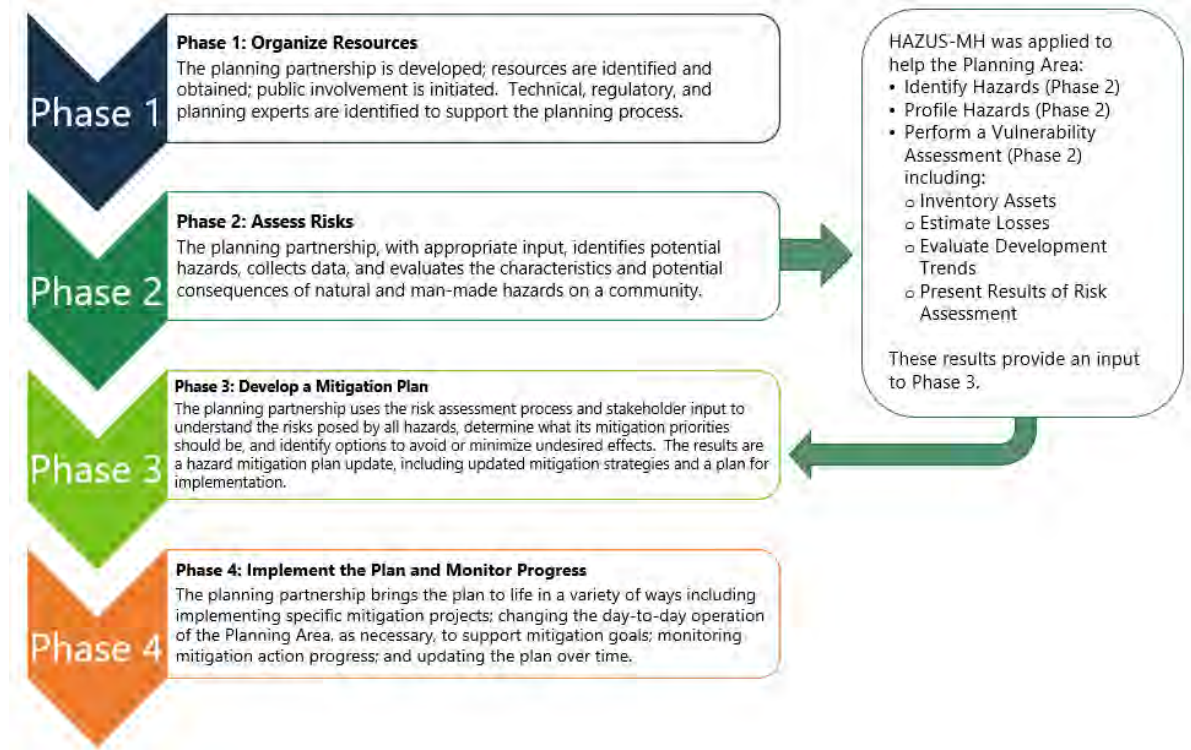 Phase 1
Phase 1: Organize Resources
The planning partnership is developed; resources are identified and
obtained; public involvement is initiated.  Technical, regulatory, and
planning experts are identified to support the planning process.
Phase 2
Phase 2: Assess Risks
The planning partnership, with appropriate input, identifies potential
hazards, collects data, and evaluates the characteristics and potential
consequences of natural and man-made hazards on a community.
HAZUS-MH was applied to
help the Planning Area:
• Identify Hazards (Phase 2)
• Profile Hazards (Phase 2)
• Perform a Vulnerability
Assessment (Phase 2)
including:
o Inventory Assets
o Estimate Losses
o Evaluate Development
Trends
o Present Results of Risk
Assessment
These results provide an input
to Phase 3.
Phase 3
Phase 3: Develop a Mitigation Plan
The planning partnership uses the risk assessment process and stakeholder input to
understand the risks posed by all hazards, determine what its mitigation priorities
should be, and identify options to avoid or minimize undesired effects.  The results are
a hazard mitigation plan update, including updated mitigation strategies and a plan for
implementation.
Phase 4
Phase 4: Implement the Plan and Monitor Progress
The planning partnership brings the plan to life in a variety of ways including
implementing specific mitigation projects; changing the day-to-day operation
of the Planning Area, as necessary, to support mitigation goals; monitoring
mitigation action progress; and updating the plan over time.